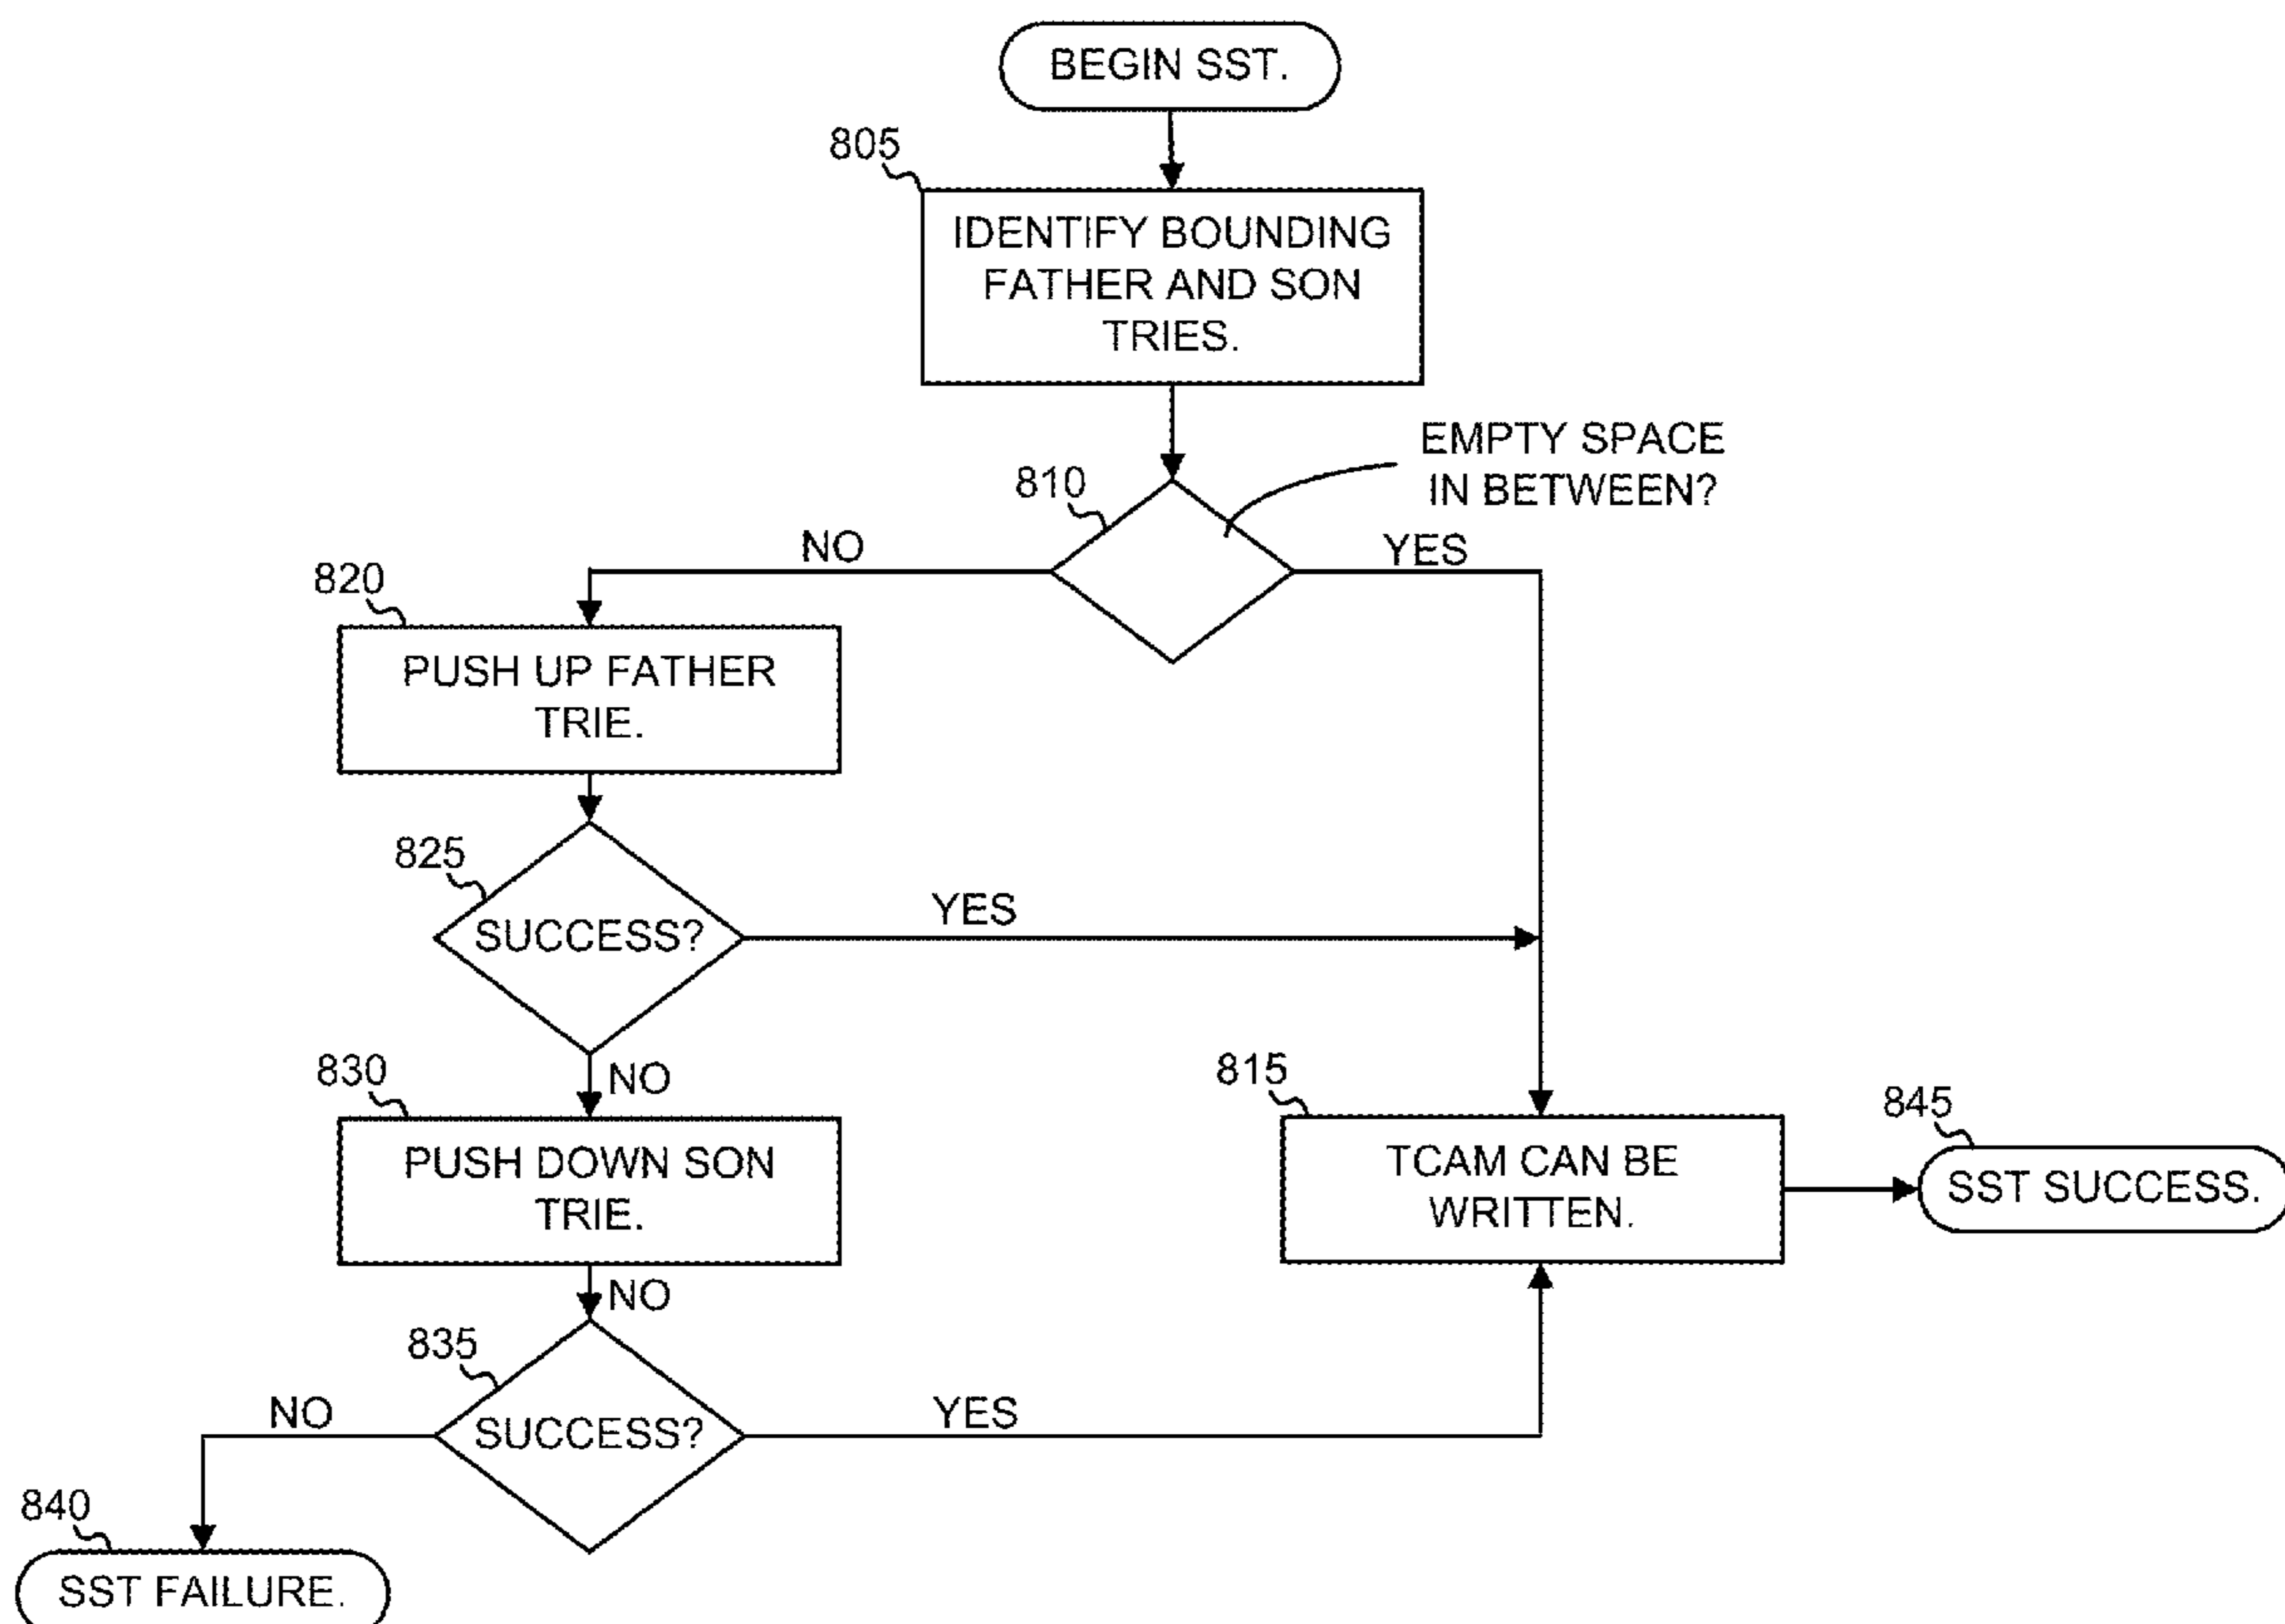 BEGIN SST.
805
IDENTIFY BOUNDING
FATHER AND SON
TRIES.
EMPTY SPACE
IN BETWEEN?
810
NO
YES
820
PUSH UP FATHER
TRIE.
825
SUCCESS?
YES
NO
830
PUSH DOWN SON
TRIE.
815
TCAM CAN BE
WRITTEN.
845
SST SUCCESS.
NO
835
SUCCESS?
NO
YES
840
SST FAILURE.